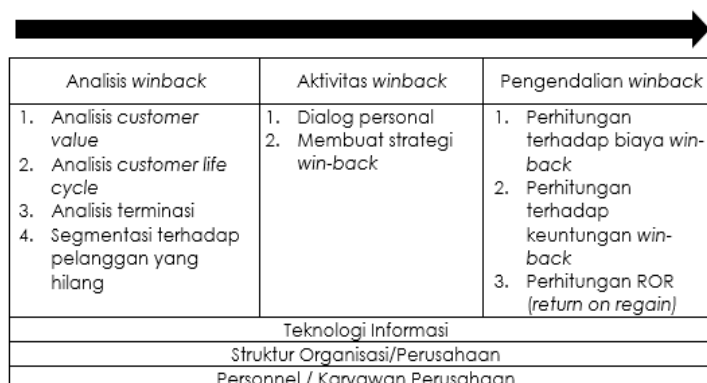 Analisis winback
Aktivitas winback
Pengendalian winback
1. Analisis customer
value
2. Analisis customer life
cycle
3. Analisis terminasi
4. Segmentasi terhadap
pelanggan yang
hilang
1. Dialog personal
2. Membuat strategi
win-back
1. Perhitungan
terhadap biaya win-
back
2. Perhitungan
terhadap
keuntungan win-
back
3. Perhitungan ROR
(return on regain)
Teknologi Informasi
Struktur Organisasi/Perusahaan
Personnel / Karyawan Perusahaan